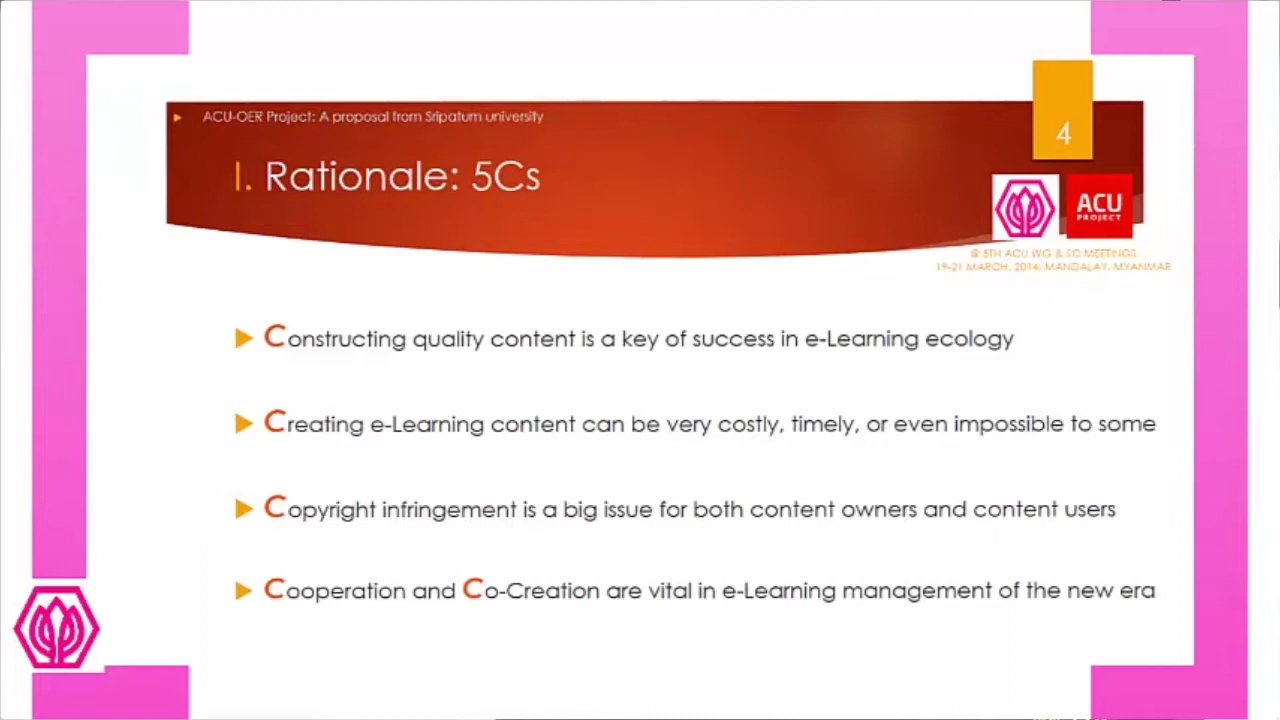 ACU-OER Project: A proposal from Sripatum university
4
I. Rationale: 5Cs
ACU
PROJECT
@ 5TH ACU WG & SC MEETINGS
19-21 MARCH, 2014, MANDALAY, MYANMAR
Constructing quality content is a key of success in e-Learning ecology
Creating e-Learning content can be very costly, timely, or even impossible to some
Copyright infringement is a big issue for both content owners and content users
Cooperation and Co-Creation are vital in e-Learning management of the new era